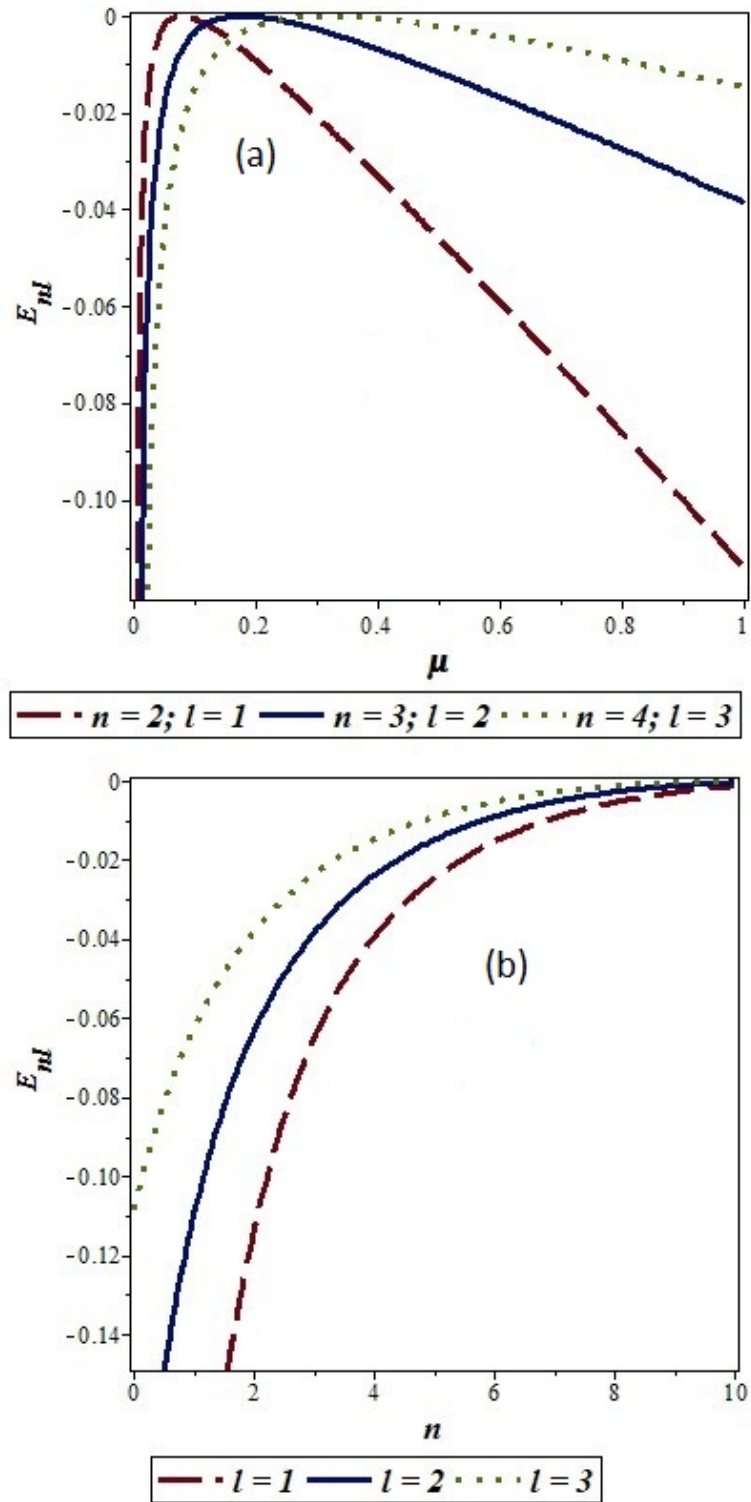 0
-0.02
(a)
-0.04
E_nl
-0.06
-0.08
-0.10
0 0.2 0.4 0.6 0.8 1
μ
n = 2; l = 1 n = 3; l = 2 n = 4; l = 3
0
-0.02
-0.04
(b)
-0.06
E_nl
-0.08
-0.10
-0.12
-0.14
0 2 4 6 8 10
n
l = 1 l = 2 l = 3